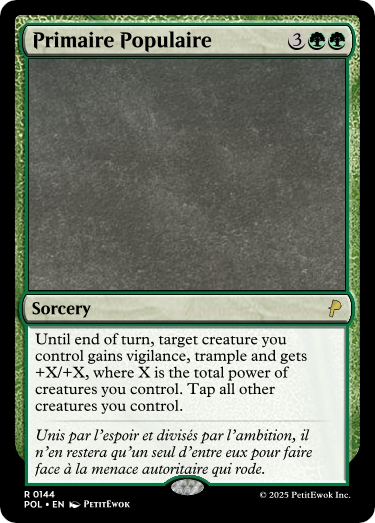 Primaire Populaire 3
Sorcery
Until end of turn, target creature you
control gains vigilance, trample and gets
+X/+X, where X is the total power of
creatures you control. Tap all other
creatures you control.
Unis par l'espoir et divisés par l'ambition, il
n'en restera qu'un seul d'entre eux pour faire
face à la menace autoritaire qui rode.
R 0144
POL • EN PetitEwok
© 2025 PetitEwok Inc.